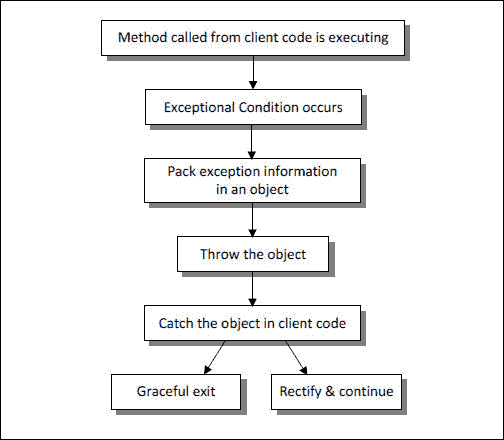 Method called from client code is executing
Exceptional Condition occurs
Pack exception information
in an object
Throw the object
Catch the object in client code
Graceful exit
Rectify & continue